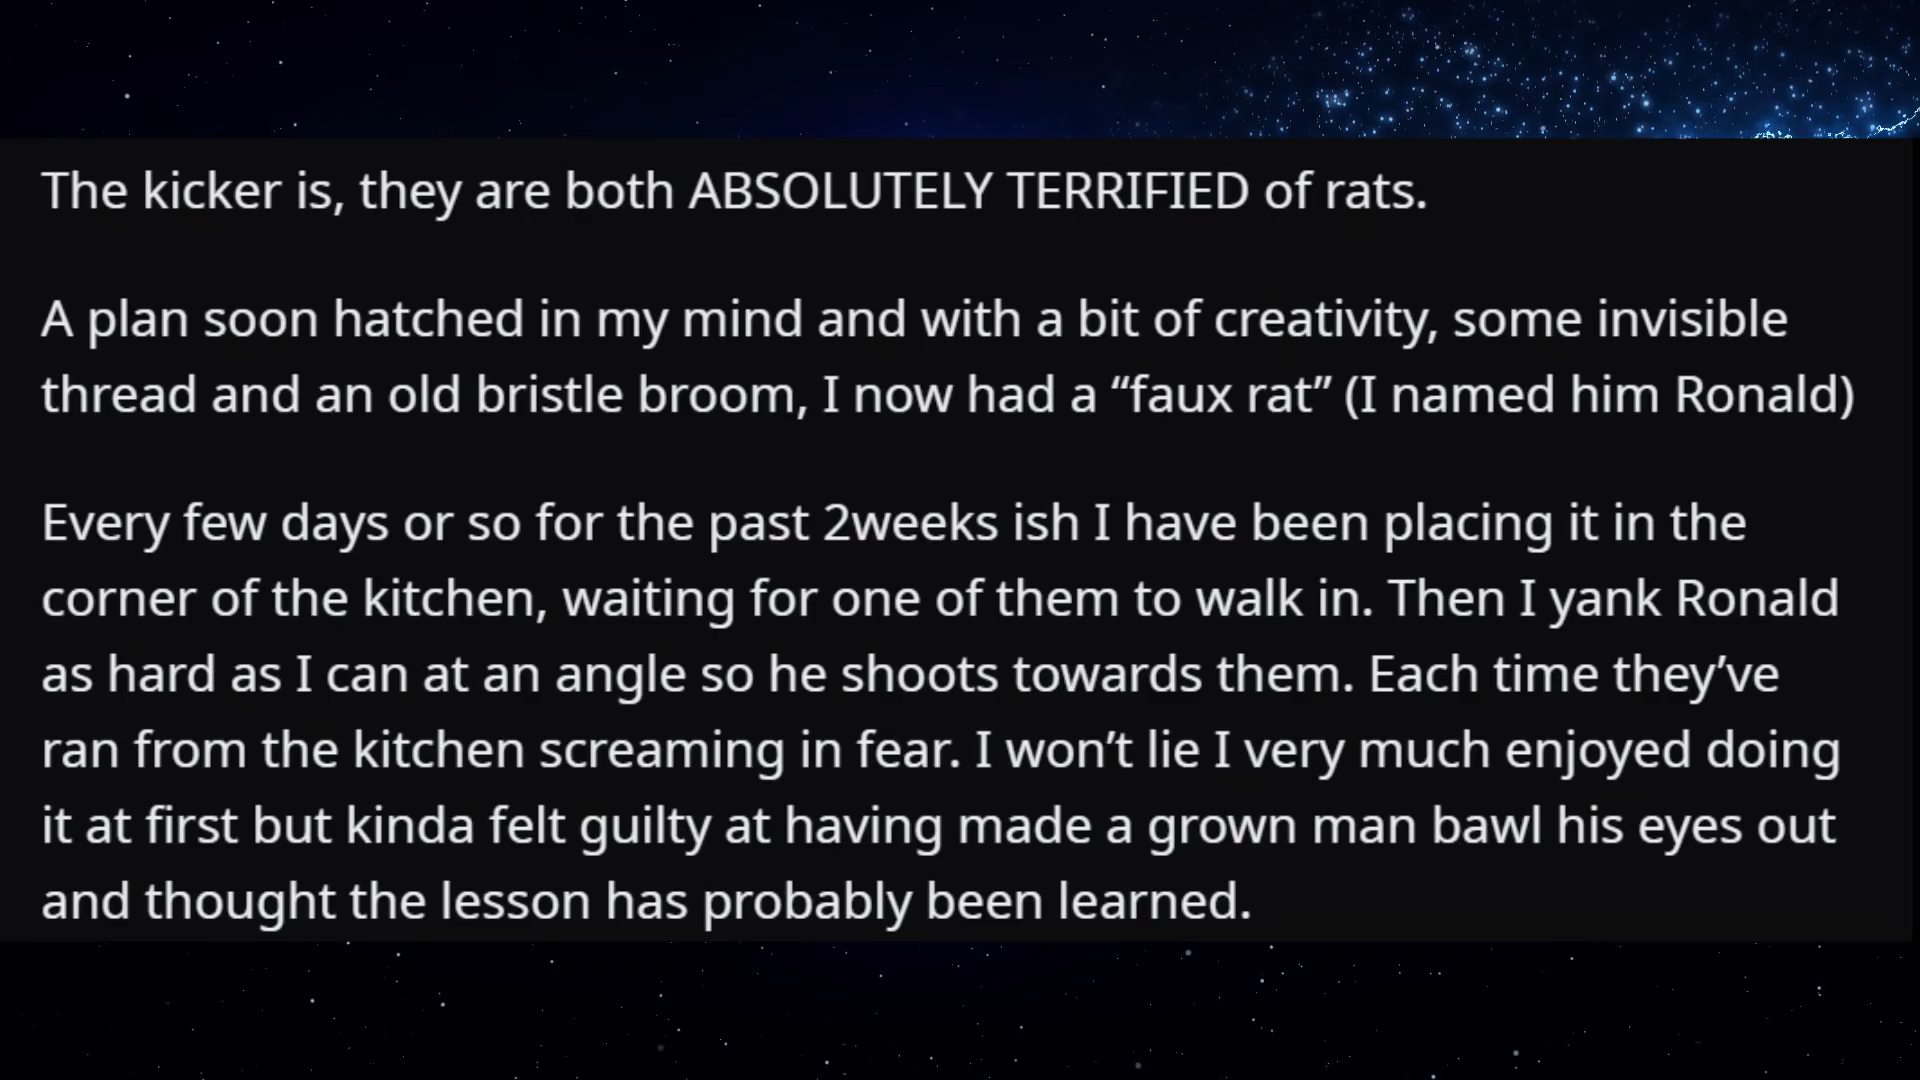 The kicker is, they are both ABSOLUTELY TERRIFIED of rats.
A plan soon hatched in my mind and with a bit of creativity, some invisible
thread and an old bristle broom, I now had a “faux rat” (I named him Ronald)
Every few days or so for the past 2weeks ish I have been placing it in the
corner of the kitchen, waiting for one of them to walk in. Then I yank Ronald
as hard as I can at an angle so he shoots towards them. Each time they’ve
ran from the kitchen screaming in fear. I won’t lie I very much enjoyed doing
it at first but kinda felt guilty at having made a grown man bawl his eyes out
and thought the lesson has probably been learned.